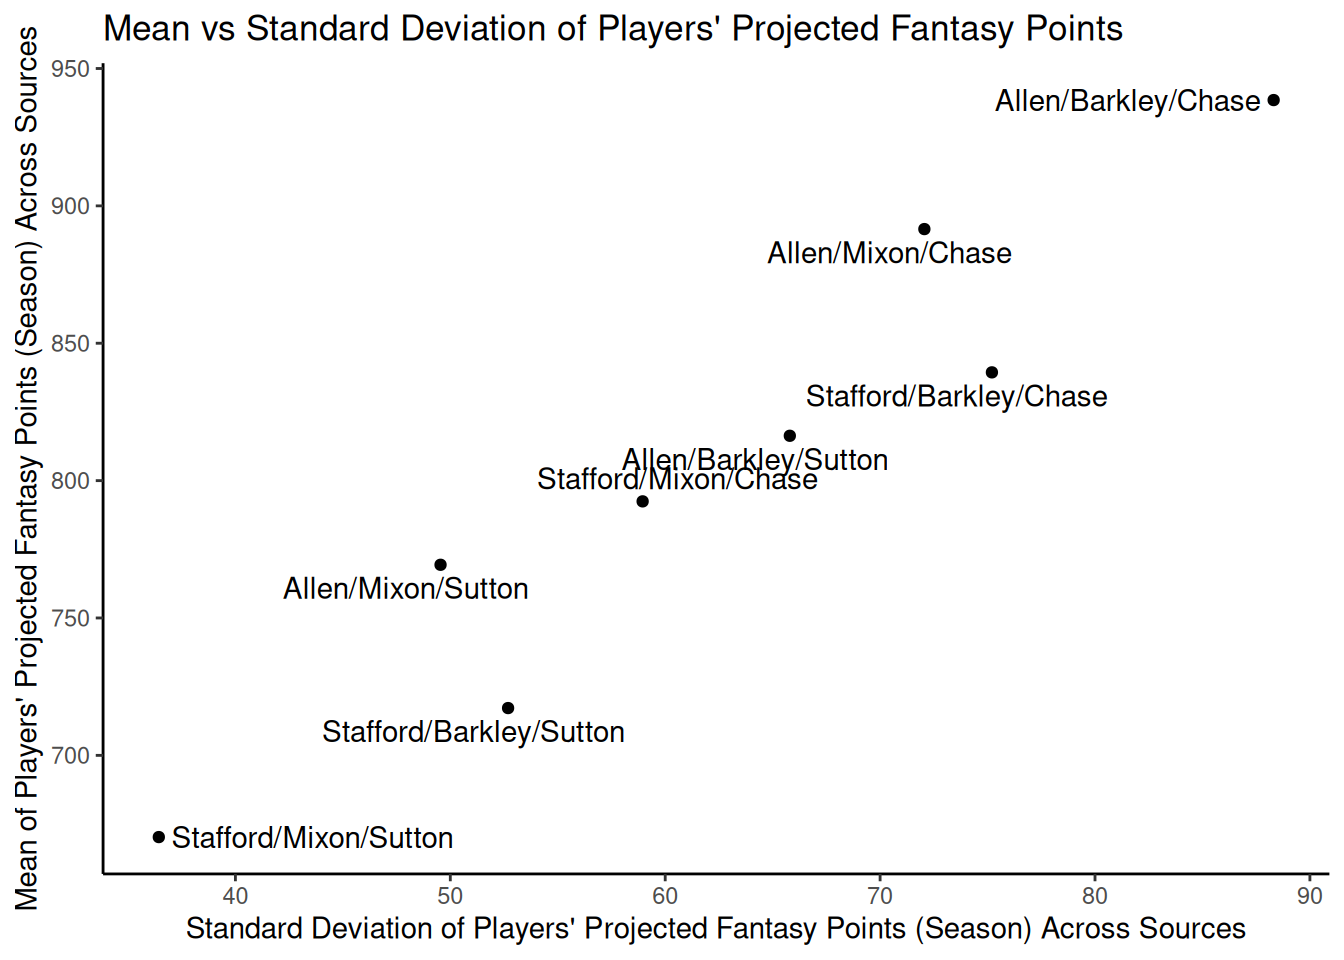 Mean vs Standard Deviation of Players' Projected Fantasy Points
Mean of Players' Projected Fantasy Points (Season) Across Sources
950
900
850
800
750
700
Allen/Barkley/Chase
Allen/Mixon/Chase
Stafford/Barkley/Chase
Allen/Barkley/Sutton
Stafford/Mixon/Chase
Allen/Mixon/Sutton
Stafford/Barkley/Sutton
Stafford/Mixon/Sutton
40 50 60 70 80 90
Standard Deviation of Players' Projected Fantasy Points (Season) Across Sources